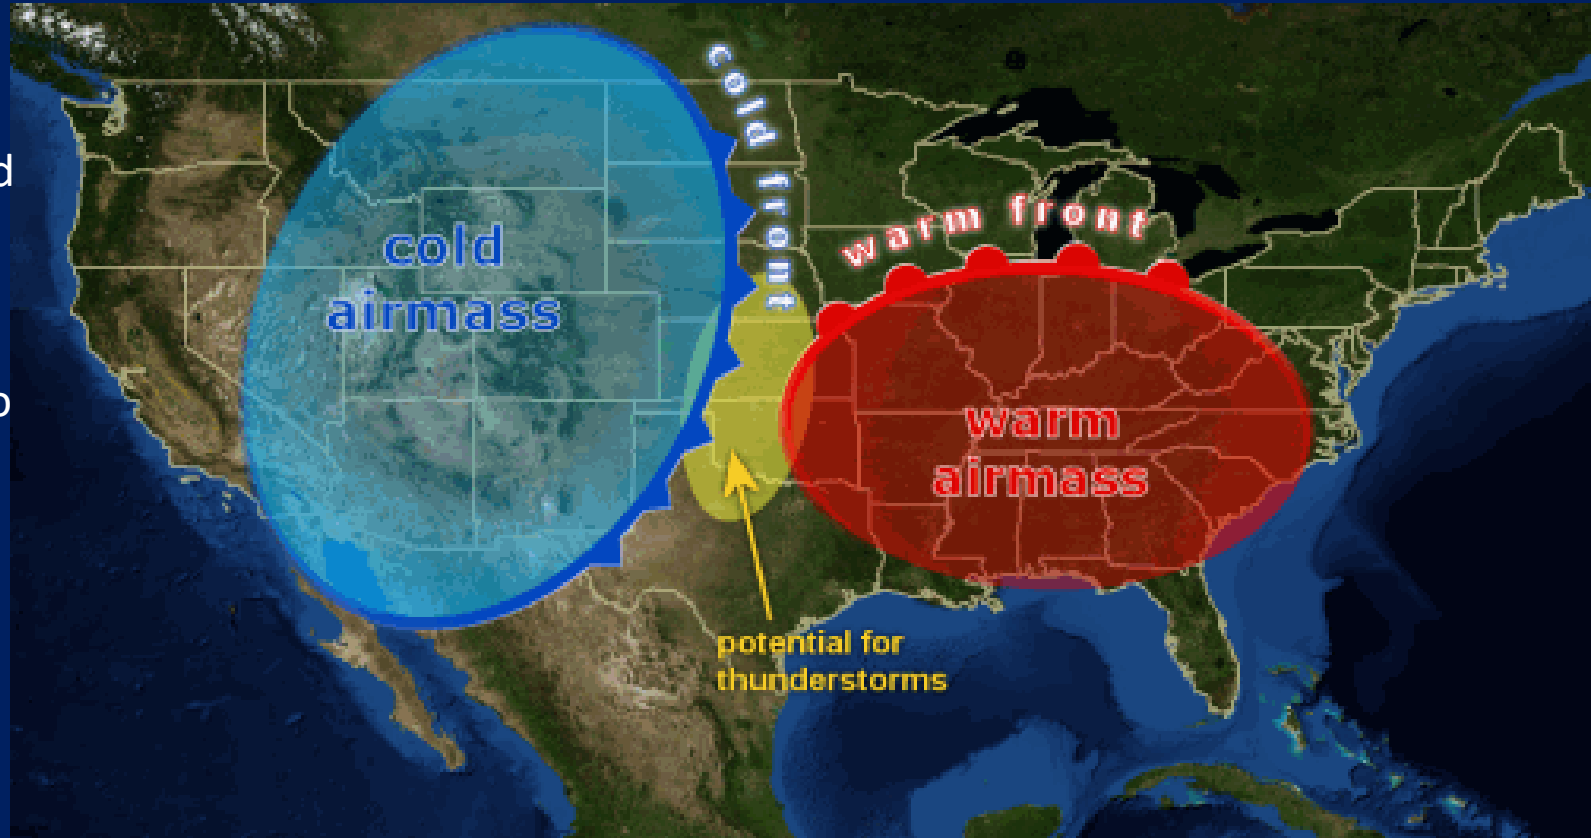 cold front
warm front
cold
airmass
warm
airmass
potential for
thunderstorms